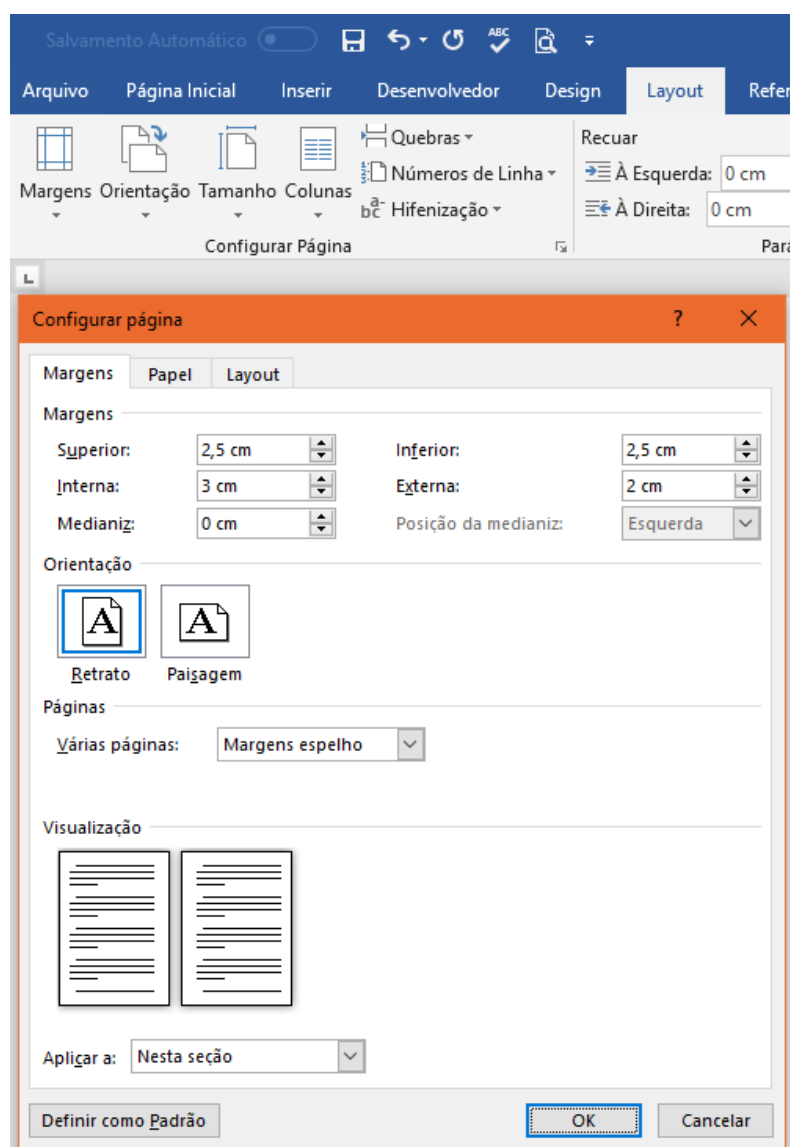 Salvamento Automático ABC
Arquivo Página Inicial Inserir Desenvolvedor Design Layout Refer
Quebras Recuar
Margens Orientação Tamanho Colunas Números de Linha À Esquerda: 0 cm
Hifenização À Direita: 0 cm
Configurar Página Pará
Configurar página ?
Margens Papel Layout
Margens
Superior: 2,5 cm Inferior: 2,5 cm
Interna: 3 cm Externa: 2 cm
Medianiz: 0 cm Posição da medianiz: Esquerda
Orientação
A A
Retrato Paisagem
Páginas
Várias páginas: Margens espelho
Visualização
Aplicar a: Nesta seção
Definir como Padrão OK Cancelar